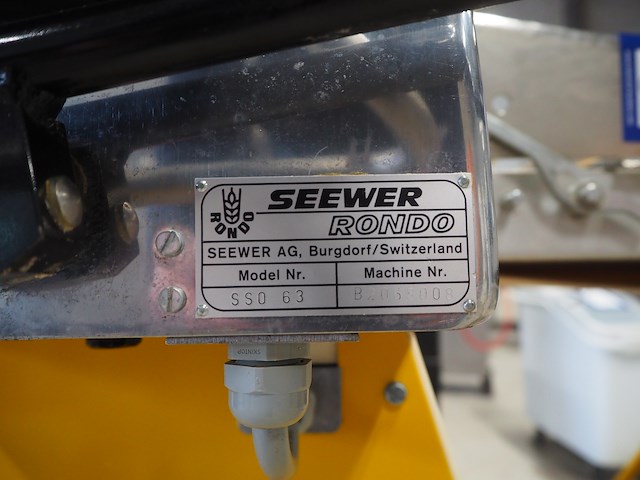 SEEWER
RONDO
RONDO
SEEWER AG, Burgdorf/Switzerland
Model Nr.
Machine Nr.
SSO 63